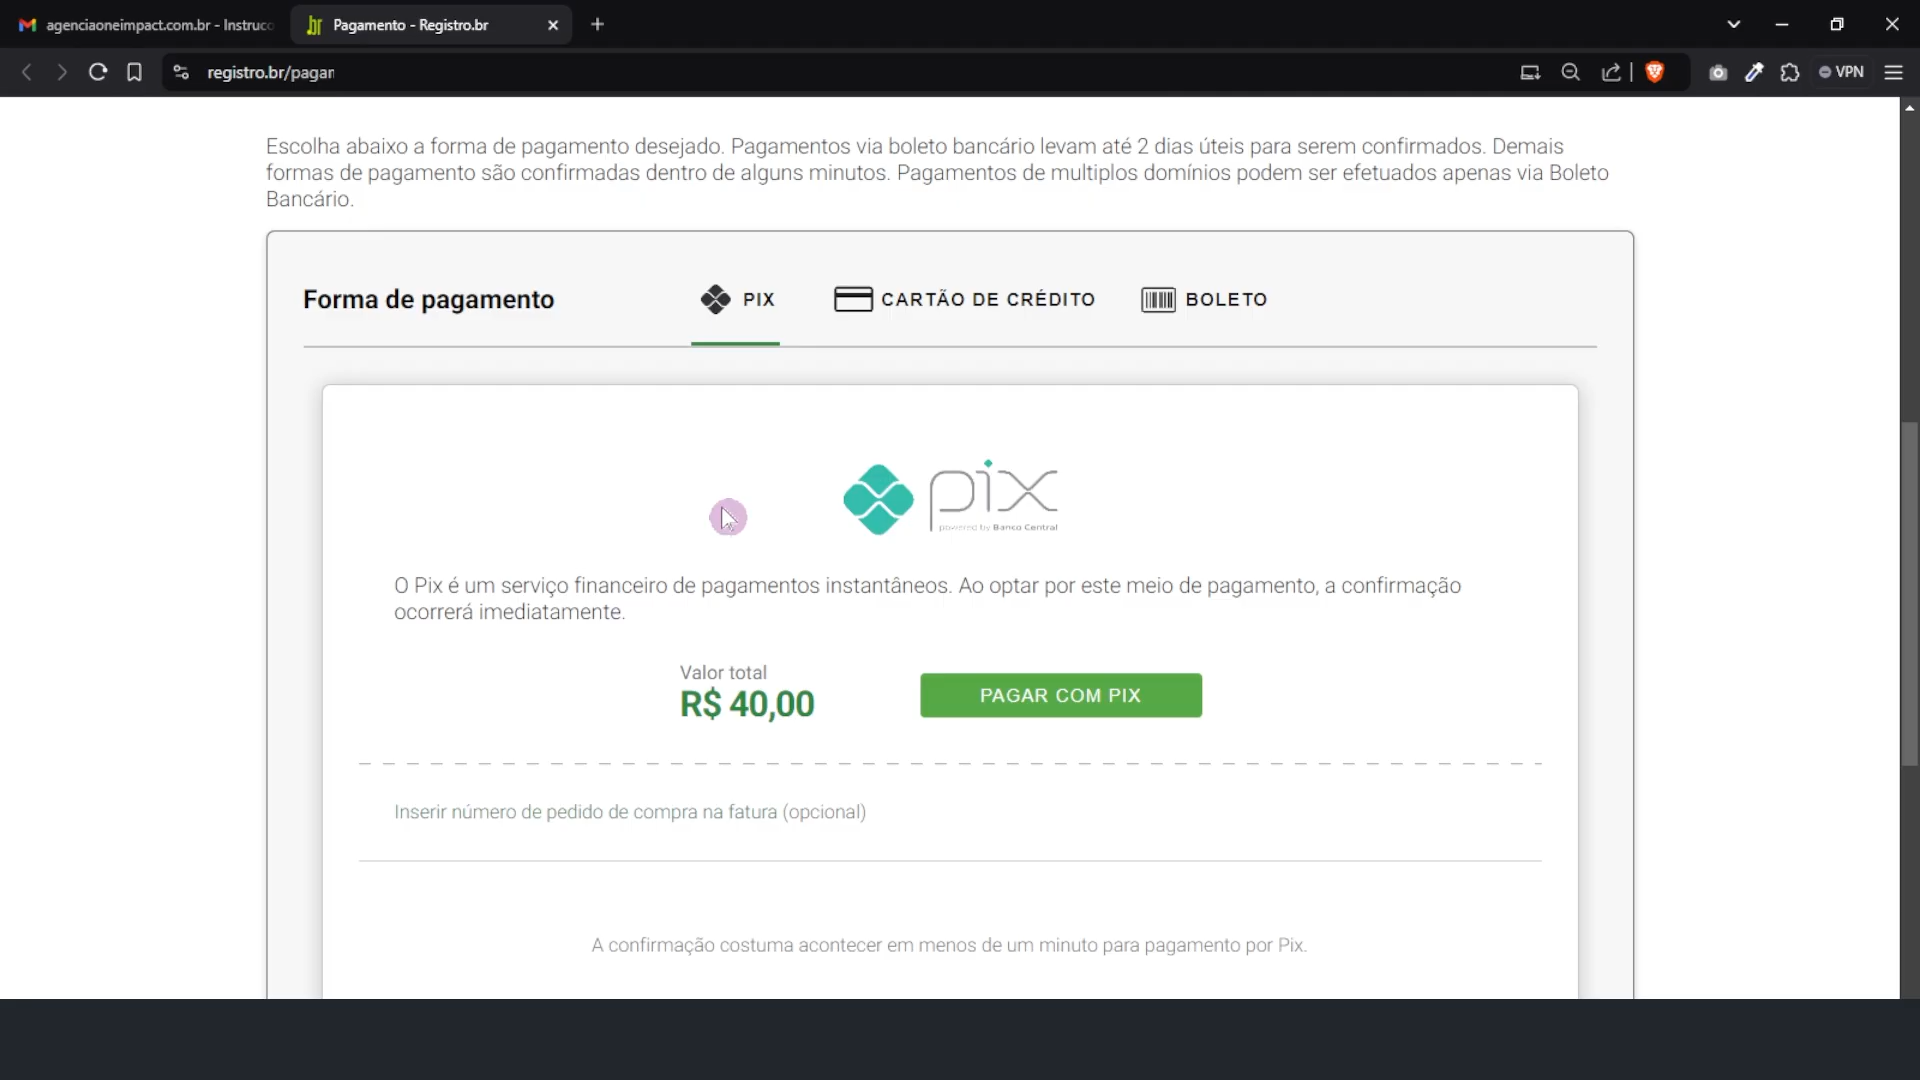 agenciaoneimpact.com.br - Instruco
Pagamento - Registro.br
registro.br/pagar
VPN
Escolha abaixo a forma de pagamento desejado. Pagamentos via boleto bancário levam até 2 dias úteis para serem confirmados. Demais
formas de pagamento são confirmadas dentro de alguns minutos. Pagamentos de multiplos domínios podem ser efetuados apenas via Boleto
Bancário.
Forma de pagamento
PIX
CARTÃO DE CRÉDITO
BOLETO
pix
powered by Banco Central
O Pix é um serviço financeiro de pagamentos instantâneos. Ao optar por este meio de pagamento, a confirmação
ocorrerá imediatamente.
Valor total
R$ 40,00
PAGAR COM PIX
Inserir número de pedido de compra na fatura (opcional)
A confirmação costuma acontecer em menos de um minuto para pagamento por Pix.